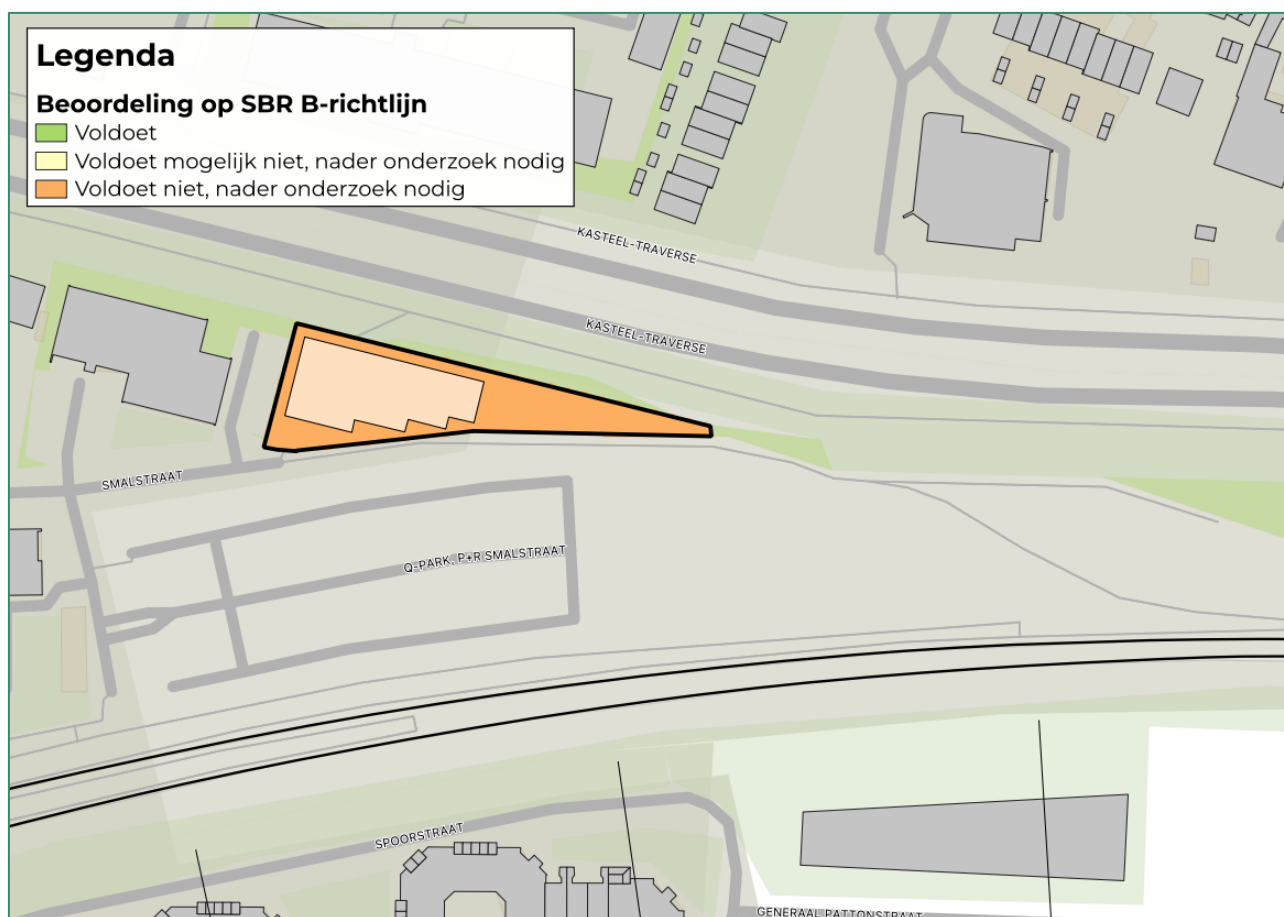 Legenda
Beoordeling op SBR B-richtlijn
Voldoet
Voldoet mogelijk niet, nader onderzoek nodig
Voldoet niet, nader onderzoek nodig
KASTEEL-TRAVERSE
KASTEEL-TRAVERSE
SMALSTRAAT
Q-PARK, P+R SMALSTRAAT
SPOORSTRAAT
GENERAAL PATTONSTRAAT